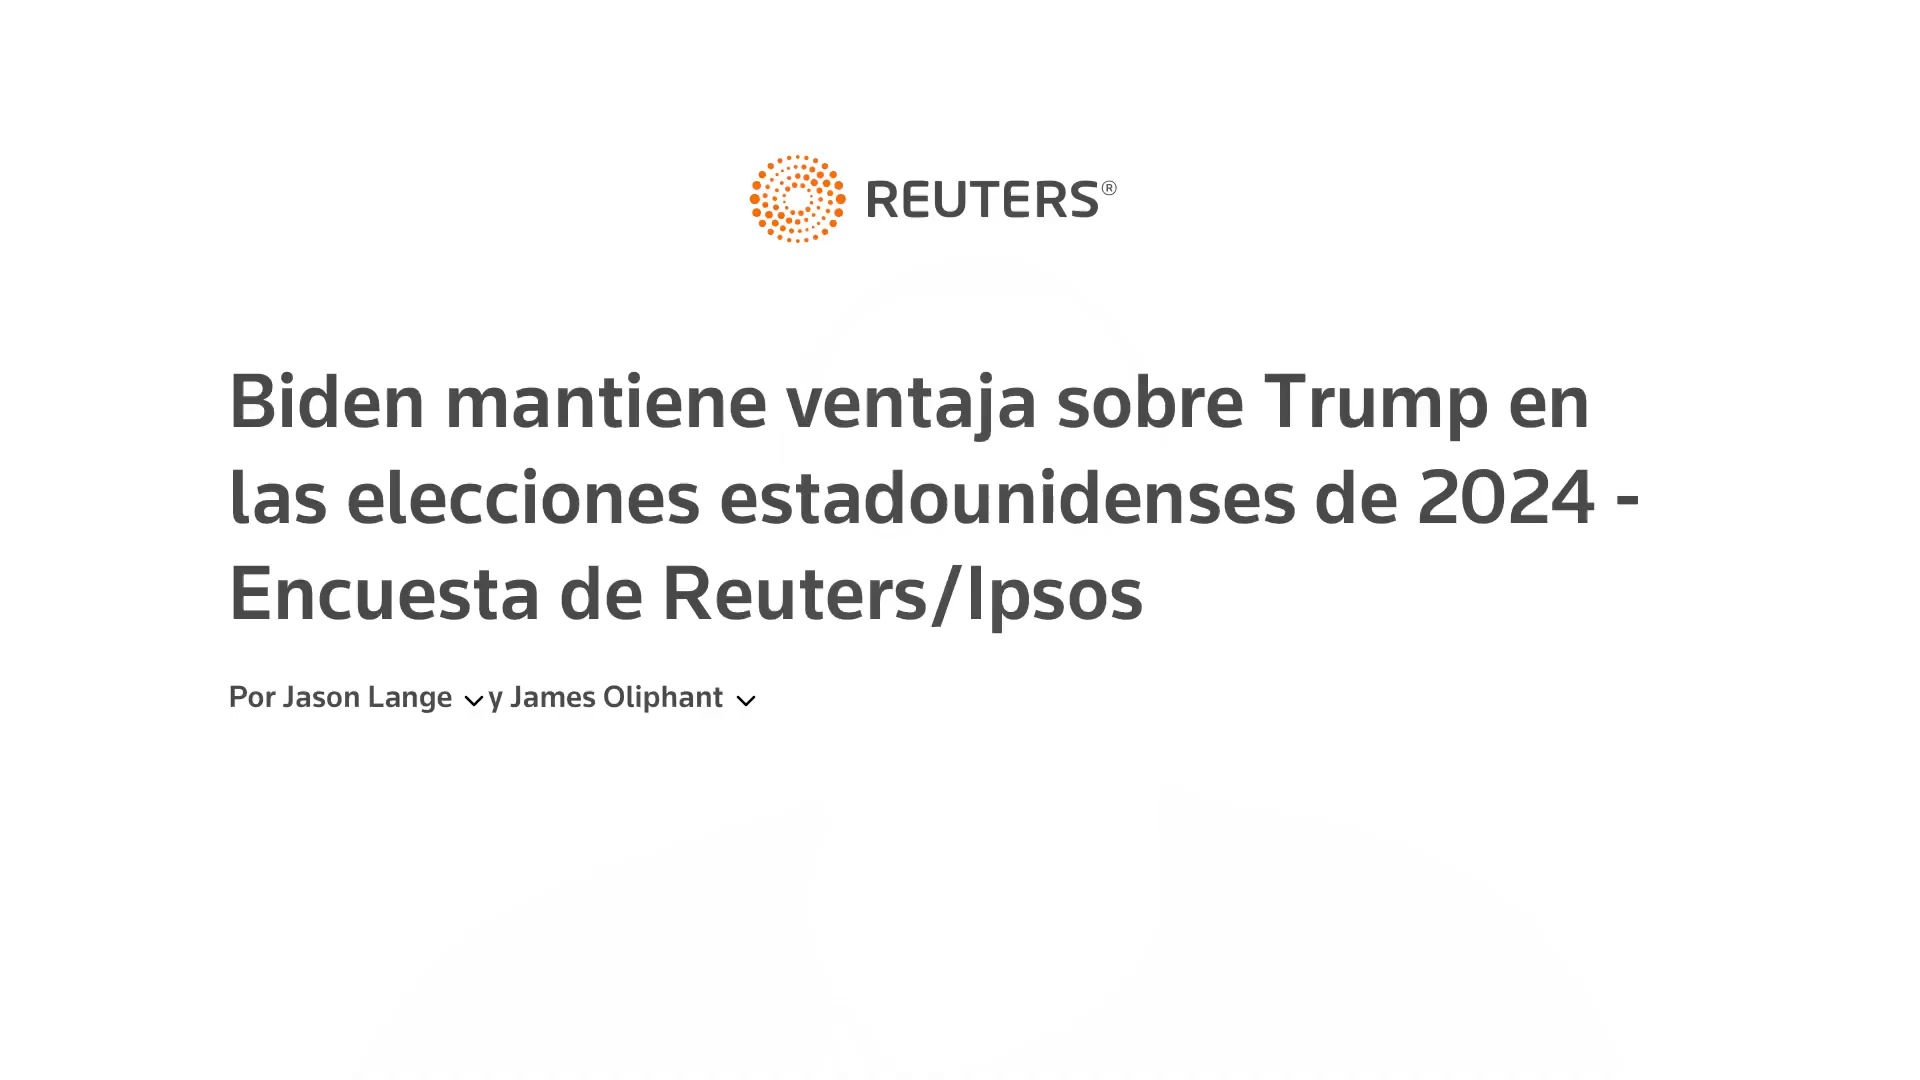 REUTERS®
Biden mantiene ventaja sobre Trump en
las elecciones estadounidenses de 2024 -
Encuesta de Reuters/Ipsos
Por Jason Lange y James Oliphant